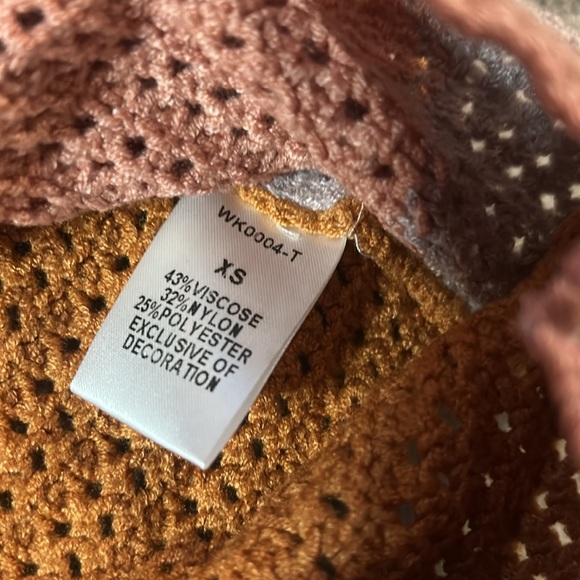 WK0004-T
XS
43%VISCOSE
32%NYLON
25%POLYESTER
EXCLUSIVE OF
DECORATION